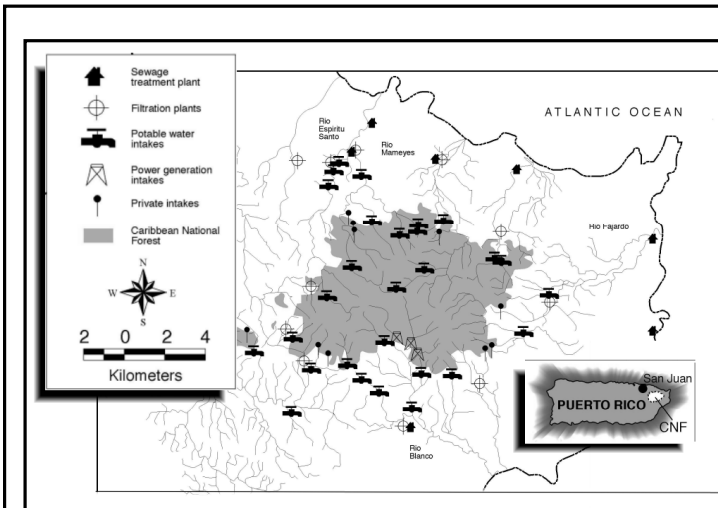 Sewage
treatment plant
Filtration plants
Potable water
intakes
Power generation
intakes
Private intakes
Caribbean National
Forest
N
W E
S
2 0 2 4
Kilometers
Rio
Espiritu
Santo
Rio
Mameyes
ATLANTIC OCEAN
Rio Fajardo
Rio
Blanco
San Juan
PUERTO RICO
CNF